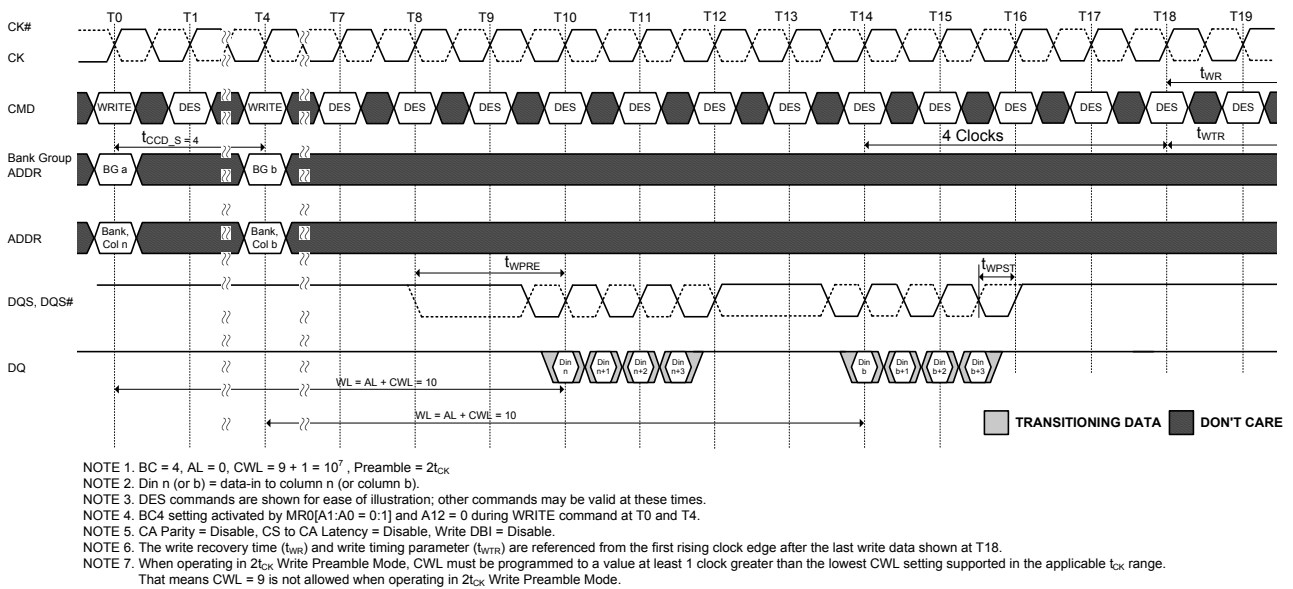 T0 T1 T4 T7 T8 T9 T10 T11 T12 T13 T14 T15 T16 T17 T18 T19
CK#
CK
tWR
CMD WRITE DES WRITE DES DES DES DES DES DES DES DES DES DES DES DES DES
tCCD_S = 4
4 Clocks
tWTR
Bank Group
ADDR
BG a BG b
ADDR
Bank,
Col n
Bank,
Col b
tWPRE
tWPST
DQS, DQS#
DQ
Din
n
Din
n+1
Din
n+2
Din
n+3
Din
b
Din
b+1
Din
b+2
Din
b+3
WL = AL + CWL = 10
WL = AL + CWL = 10
TRANSITIONING DATA DON'T CARE
NOTE 1. BC = 4, AL = 0, CWL = 9 + 1 = 10⁷ , Preamble = 2tCK
NOTE 2. Din n (or b) = data-in to column n (or column b).
NOTE 3. DES commands are shown for ease of illustration; other commands may be valid at these times.
NOTE 4. BC4 setting activated by MR0[A1:A0 = 0:1] and A12 = 0 during WRITE command at T0 and T4.
NOTE 5. CA Parity = Disable, CS to CA Latency = Disable, Write DBI = Disable.
NOTE 6. The write recovery time (tWR) and write timing parameter (tWTR) are referenced from the first rising clock edge after the last write data shown at T18.
NOTE 7. When operating in 2tCK Write Preamble Mode, CWL must be programmed to a value at least 1 clock greater than the lowest CWL setting supported in the applicable tCK range.
That means CWL = 9 is not allowed when operating in 2tCK Write Preamble Mode.